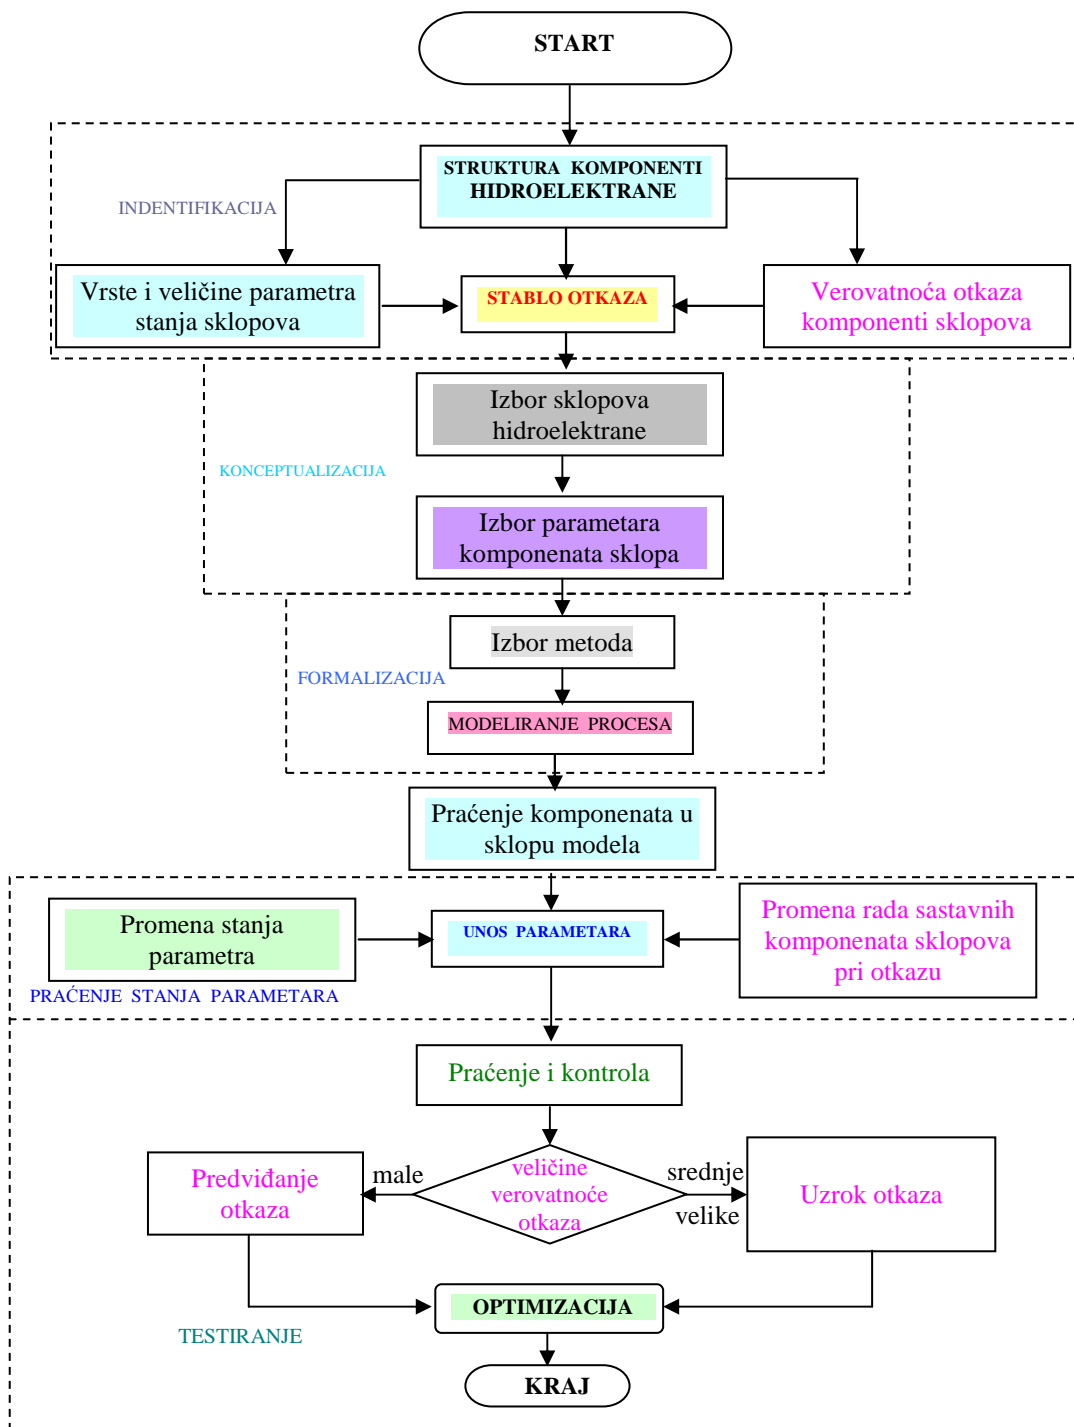 START
STRUKTURA KOMPONENTI
HIDROELEKTRANE
INDENTIFIKACIJA
Vrste i veličine parametra
stanja sklopova
STABLO OTKAZA
Verovatnoća otkaza
komponenti sklopova
Izbor sklopova
hidroelektrane
KONCEPTUALIZACIJA
Izbor parametara
komponenata sklopa
Izbor metoda
FORMALIZACIJA
MODELIRANJE PROCESA
Praćenje komponenata u
sklopu modela
Promena stanja
parametra
UNOS PARAMETARA
Promena rada sastavnih
komponenata sklopova
pri otkazu
PRAĆENJE STANJA PARAMETARA
Praćenje i kontrola
Predviđanje
otkaza
male
veličine
verovatnoće
otkaza
srednje
velike
Uzrok otkaza
OPTIMIZACIJA
TESTIRANJE
KRAJ